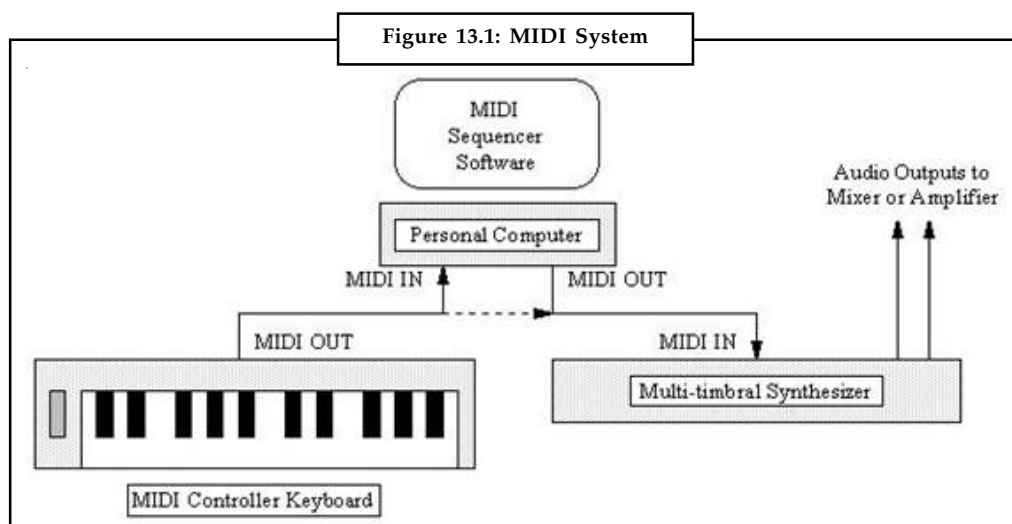 Figure 13.1: MIDI System
MIDI
Sequencer
Software
Audio Outputs to
Mixer or Amplifier
Personal Computer
MIDI IN
MIDI OUT
MIDI OUT
MIDI IN
Multi-timbral Synthesizer
MIDI Controller Keyboard